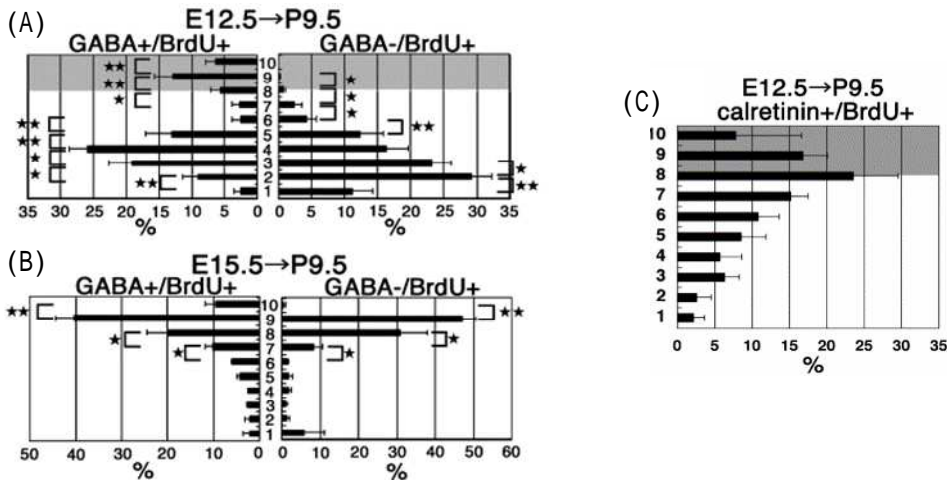 (A)
E12.5→P9.5
GABA+/BrdU+ GABA-/BrdU+
★★ 10
★★ 9 ★
★ 8 ★
7 ★
★★ 6 ★★
★★ 5
★ 4
★ 3 ★
★★ 2 ★★
1
35 30 25 20 15 10 5 0 0 5 10 15 20 25 30 35
% %
(B)
E15.5→P9.5
GABA+/BrdU+ GABA-/BrdU+
★★ 10 ★★
9
★ 8 ★
★ 7 ★
6
5
4
3
2
1
50 40 30 20 10 0 0 10 20 30 40 50 60
% %
(C)
E12.5→P9.5
calretinin+/BrdU+
10
9
8
7
6
5
4
3
2
1
0 5 10 15 20 25 30 35
%